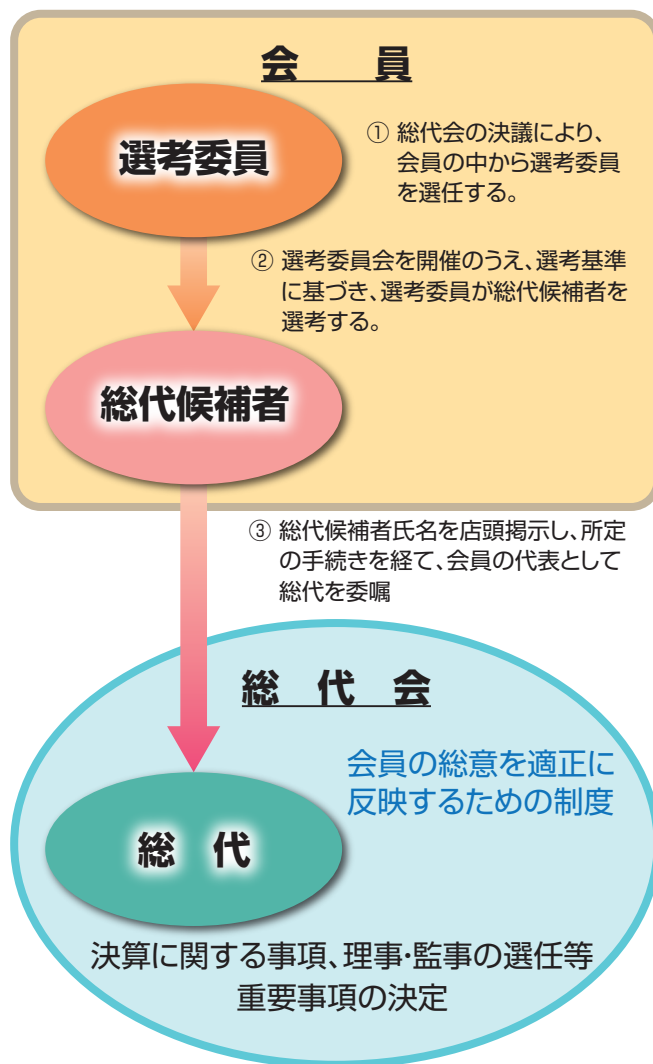 会　員
選考委員
① 総代会の決議により、
会員の中から選考委員
を選任する。
② 選考委員会を開催のうえ、選考基準
に基づき、選考委員が総代候補者を
選考する。
総代候補者
③ 総代候補者氏名を店頭掲示し、所定
の手続きを経て、会員の代表として
総代を委嘱
総　代　会
会員の総意を適正に
反映するための制度
総　代
決算に関する事項、理事・監事の選任等
重要事項の決定